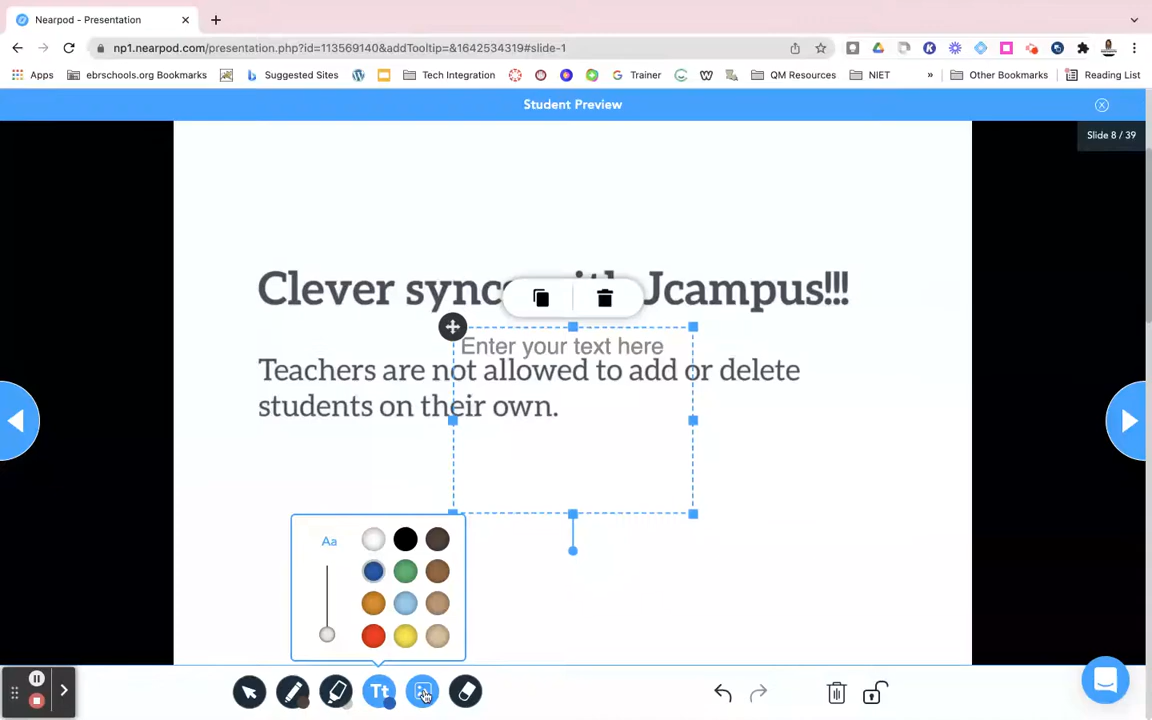 Nearpod - Presentation
np1.nearpod.com/presentation.php?id=113569140&addTooltip=&1642534319#slide-1
Apps
ebrschools.org Bookmarks
Suggested Sites
Tech Integration
Trainer
QM Resources
NIET
»
Other Bookmarks
Reading List
Student Preview
Slide 8 / 39
Clever sync with Jcampus!!!
Enter your text here
Teachers are not allowed to add or delete
students on their own.
Aa
Tt